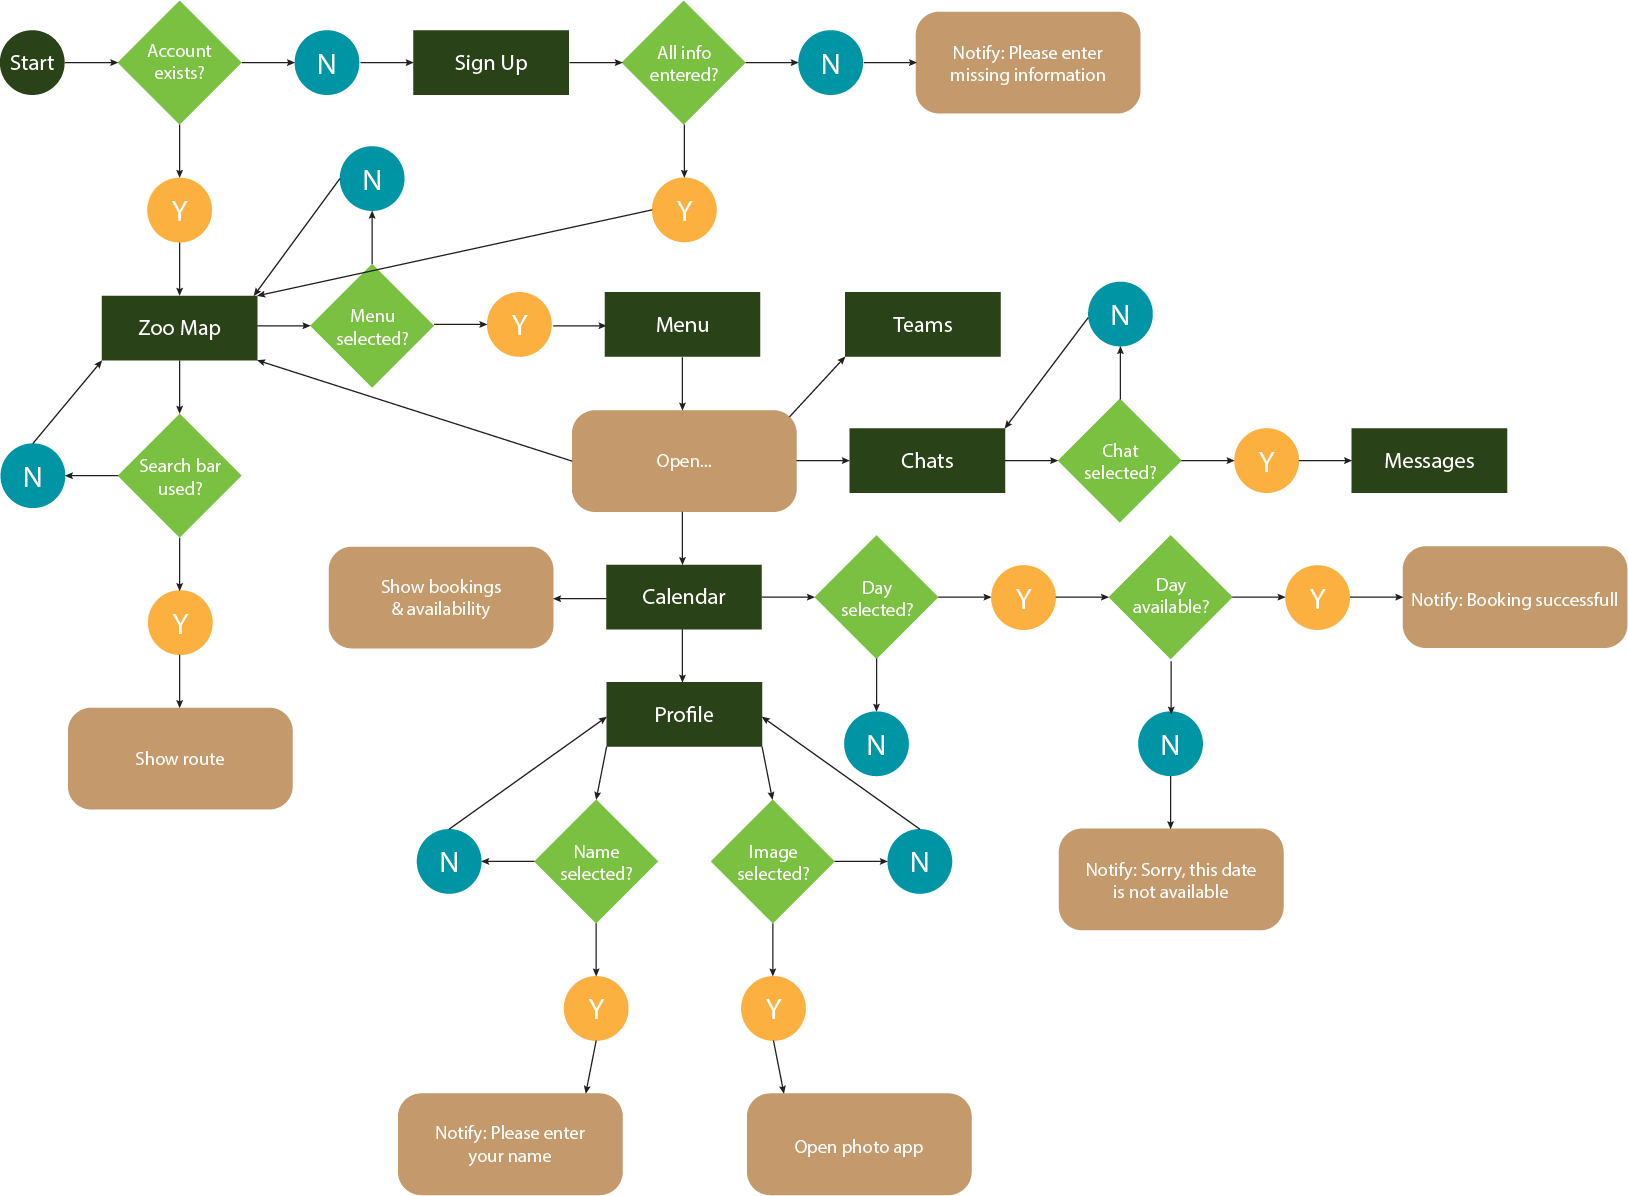 Start
Account
exists?
N
Sign Up
All info
entered?
N
Notify: Please enter
missing information
Y
N
Y
Zoo Map
Menu
selected?
Y
Menu
Teams
N
Search bar
used?
N
Open...
Chats
Chat
selected?
Y
Messages
Y
Show route
Show bookings
& availability
Calendar
Day
selected?
Y
Day
available?
Y
Notify: Booking successfull
N
N
Notify: Sorry, this date
is not available
Profile
N
Name
selected?
Image
selected?
N
Y
Y
Notify: Please enter
your name
Open photo app